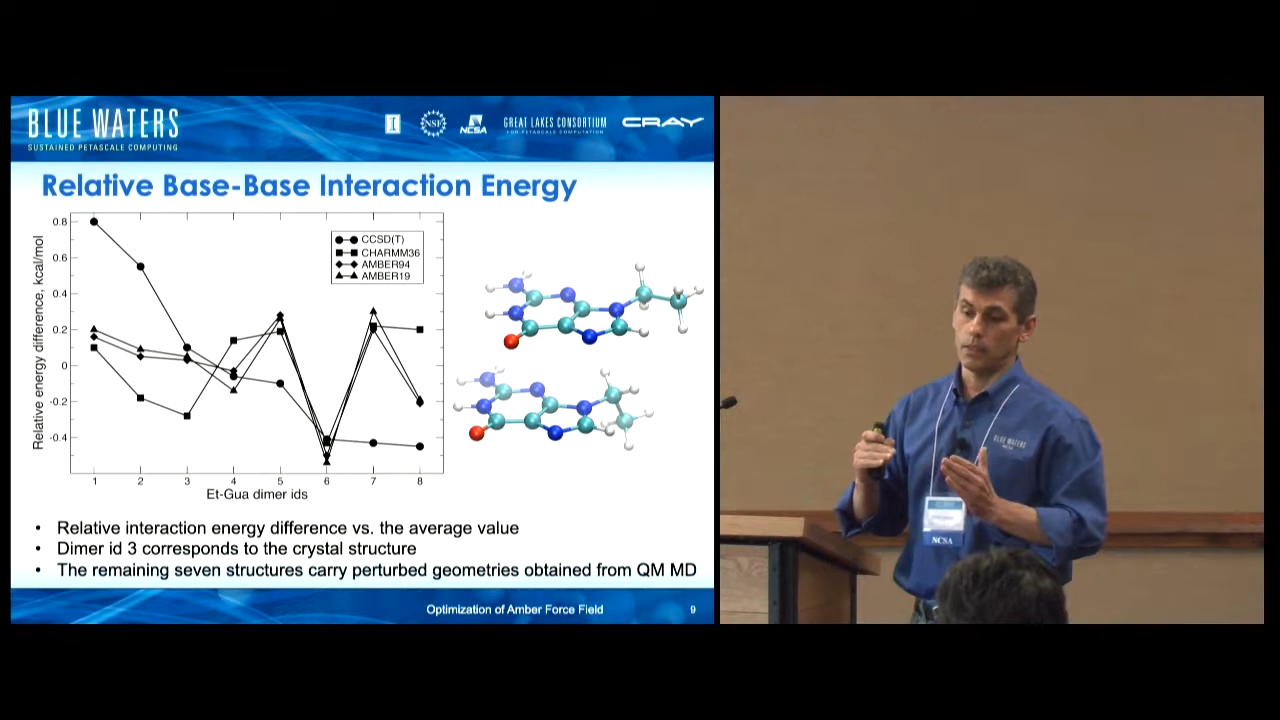 BLUE WATERS
SUSTAINED PETASCALE COMPUTING
I
NSF
NCSA
GREAT LAKES CONSORTIUM
FOR PETASCALE COMPUTATION
CRAY
Relative Base-Base Interaction Energy
Relative energy difference, kcal/mol
0.8
0.6
0.4
0.2
0
-0.2
-0.4
CCSD(T)
CHARMM36
AMBER94
AMBER19
1 2 3 4 5 6 7 8
Et-Gua dimer ids
• Relative interaction energy difference vs. the average value
• Dimer id 3 corresponds to the crystal structure
• The remaining seven structures carry perturbed geometries obtained from QM MD
Optimization of Amber Force Field 9
BLUE WATERS
NCSA